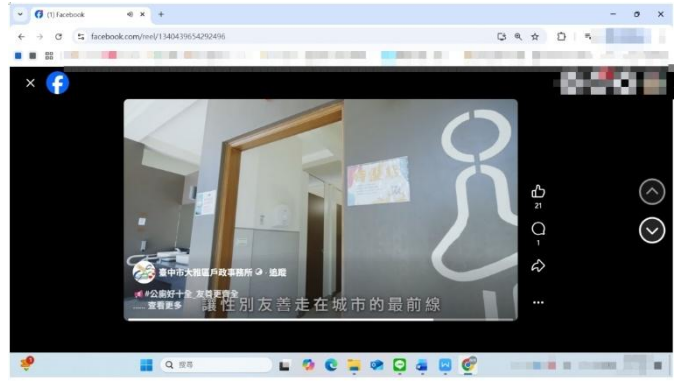 (1) Facebook
facebook.com/reel/1340439654292496
21
1
臺中市大雅區戶政事務所 · 追蹤
#公廁好十全_友善更齊全
...... 查看更多
讓性別友善走在城市的最前線
搜尋